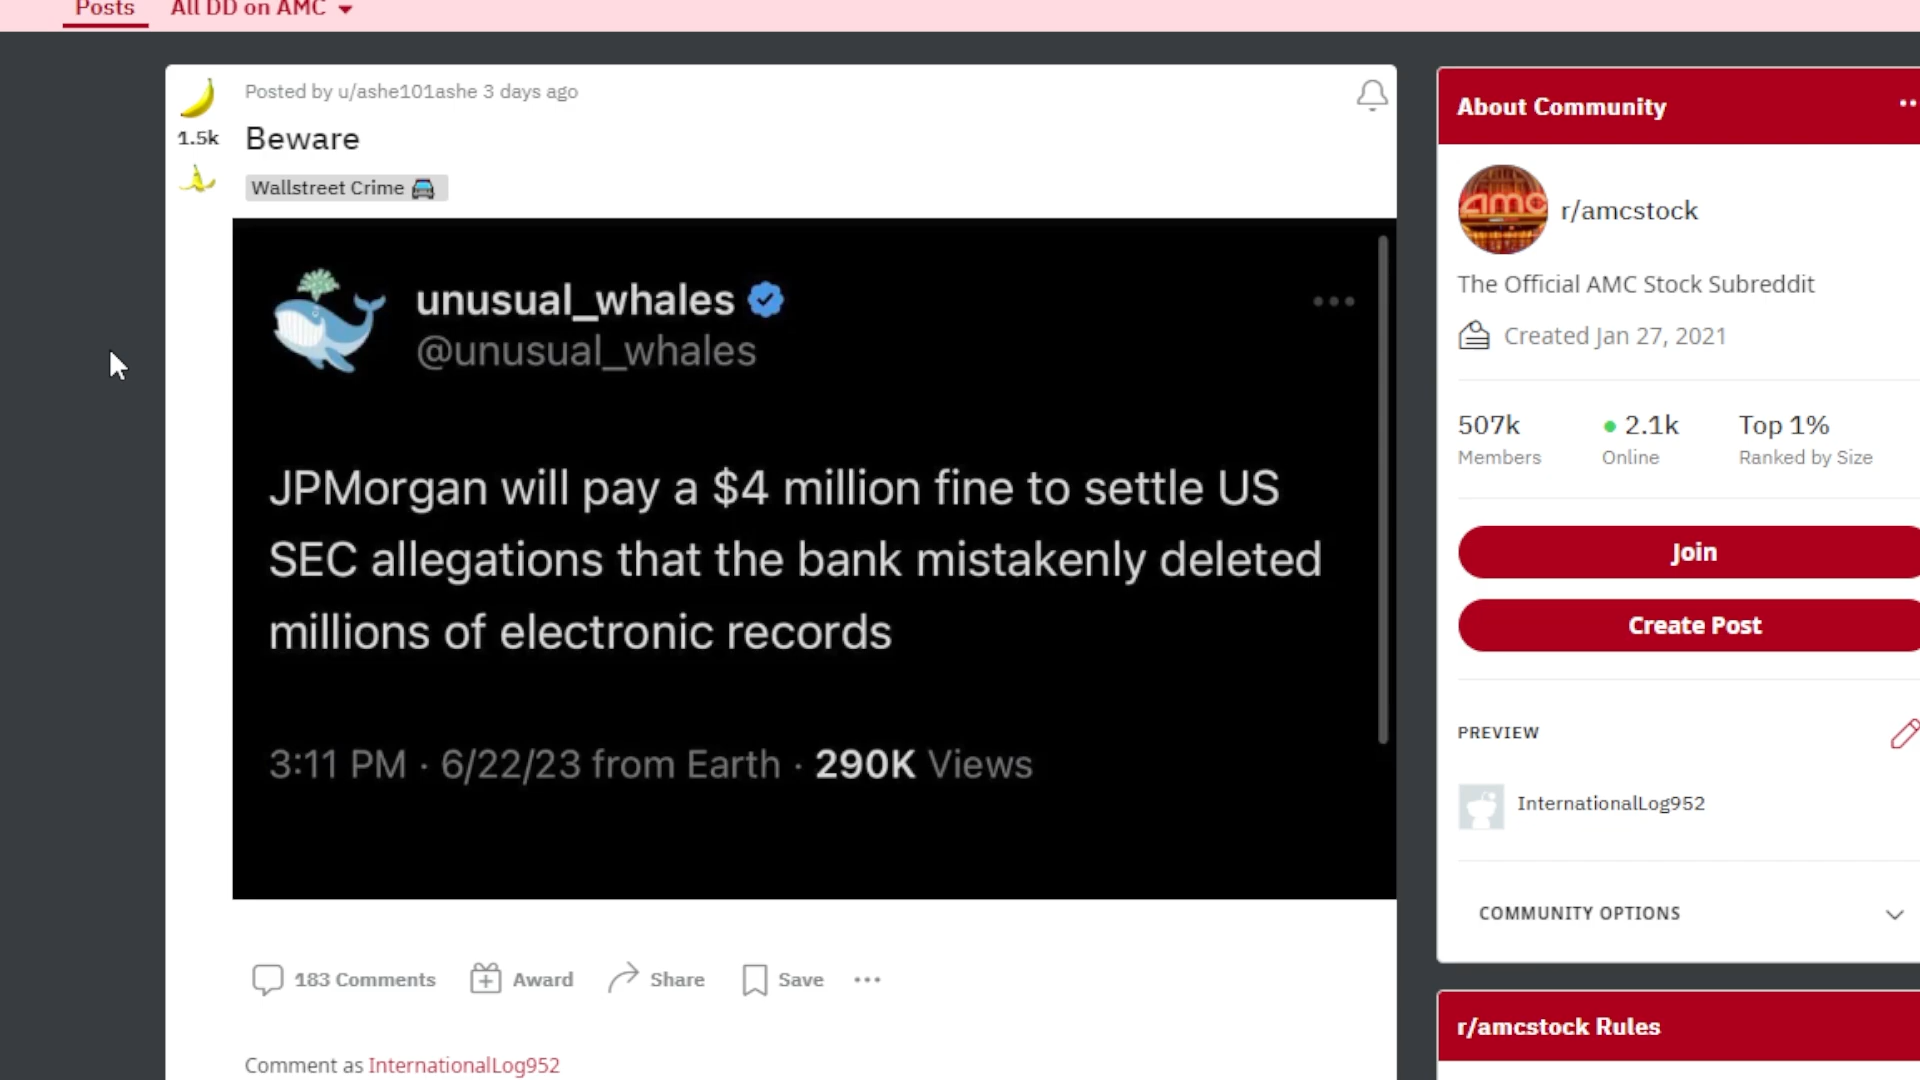 Posts All DD on AMC
Posted by u/ashe101ashe 3 days ago
1.5k
Beware
Wallstreet Crime
unusual_whales
@unusual_whales
JPMorgan will pay a $4 million fine to settle US
SEC allegations that the bank mistakenly deleted
millions of electronic records
3:11 PM · 6/22/23 from Earth · 290K Views
183 Comments Award Share Save
Comment as InternationalLog952
About Community
amc
r/amcstock
The Official AMC Stock Subreddit
Created Jan 27, 2021
507k 2.1k Top 1%
Members Online Ranked by Size
Join
Create Post
PREVIEW
InternationalLog952
COMMUNITY OPTIONS
r/amcstock Rules